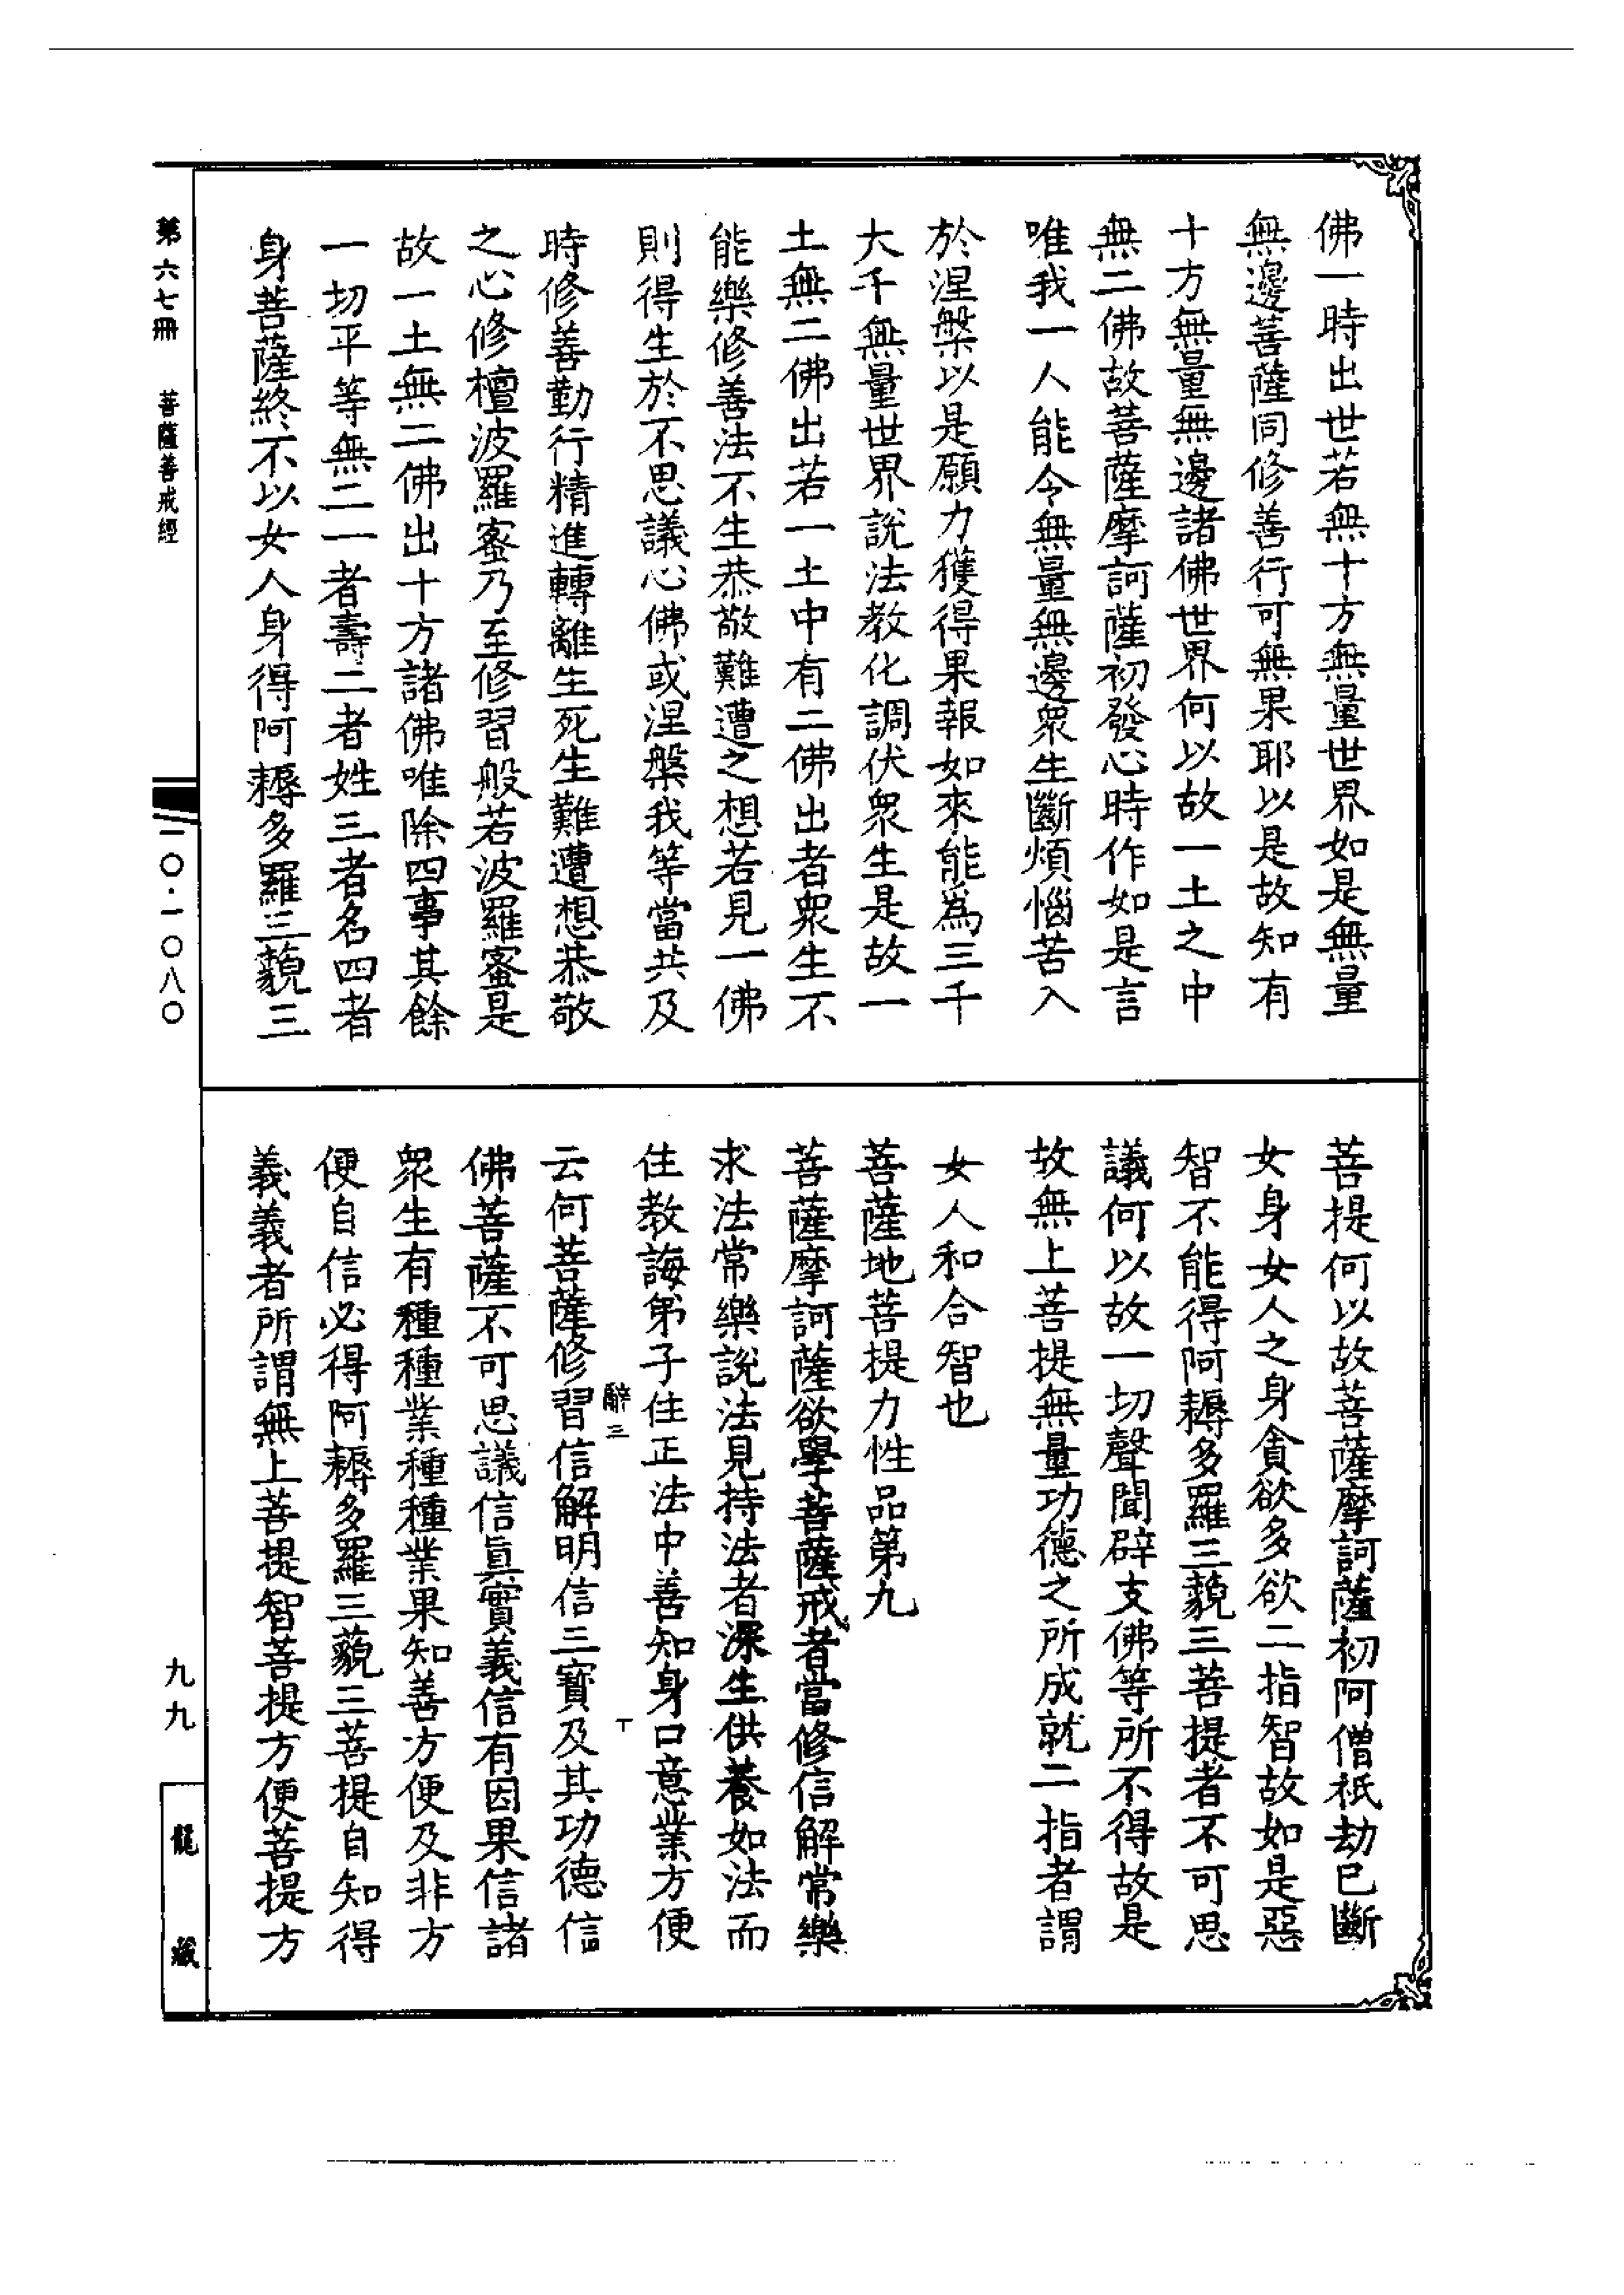 佛一時出世若無十方無量世界如是無量
無邊菩薩同修善行可無果耶以是故知有
十方無量無邊諸佛世界何以故一土之中
無二佛故菩薩摩訶薩初發心時作如是言
唯我一人能令無量無邊衆生斷煩惱苦入
於涅槃以是願力獲得果報如來能爲三千
大千無量世界說法教化調伏衆生是故一
土無二佛出若一土中有二佛出者衆生不
能樂修善法不生恭敬難遭之想若見一佛
則得生於不思議心佛或涅槃我等當共及
時修善勤行精進轉離生死生難遭想恭敬
之心修檀波羅蜜乃至修習般若波羅蜜是
故一土無二佛出十方諸佛唯除四事其餘
一切平等無二一者壽二者姓三者名四者
身菩薩終不以女人身得阿耨多羅三藐三
菩提何以故菩薩摩訶薩初阿僧祇劫已斷
女身女人之身貪欲多欲二指智故如是惡
智不能得阿耨多羅三藐三菩提者不可思
議何以故一切聲聞辟支佛等所不得故是
故無上菩提無量功德之所成就二指者謂
女人和合智也
菩薩地菩提力性品第九
菩薩摩訶薩欲學菩薩戒者當修信解常樂
求法常樂說法見持法者深生供養如法而
住教誨弟子住正法中善知身口意業方便
云何菩薩修習信解明信三寳及其功德信
佛菩薩不可思議信眞實義信有因果信諸
衆生有種種業種種業果知善方便及非方
便自信必得阿耨多羅三藐三菩提自知得
義義者所謂無上菩提智菩提方便菩提方
辭三
丁
第六七冊
菩薩善戒經
一〇·一〇八〇
九九
龍藏